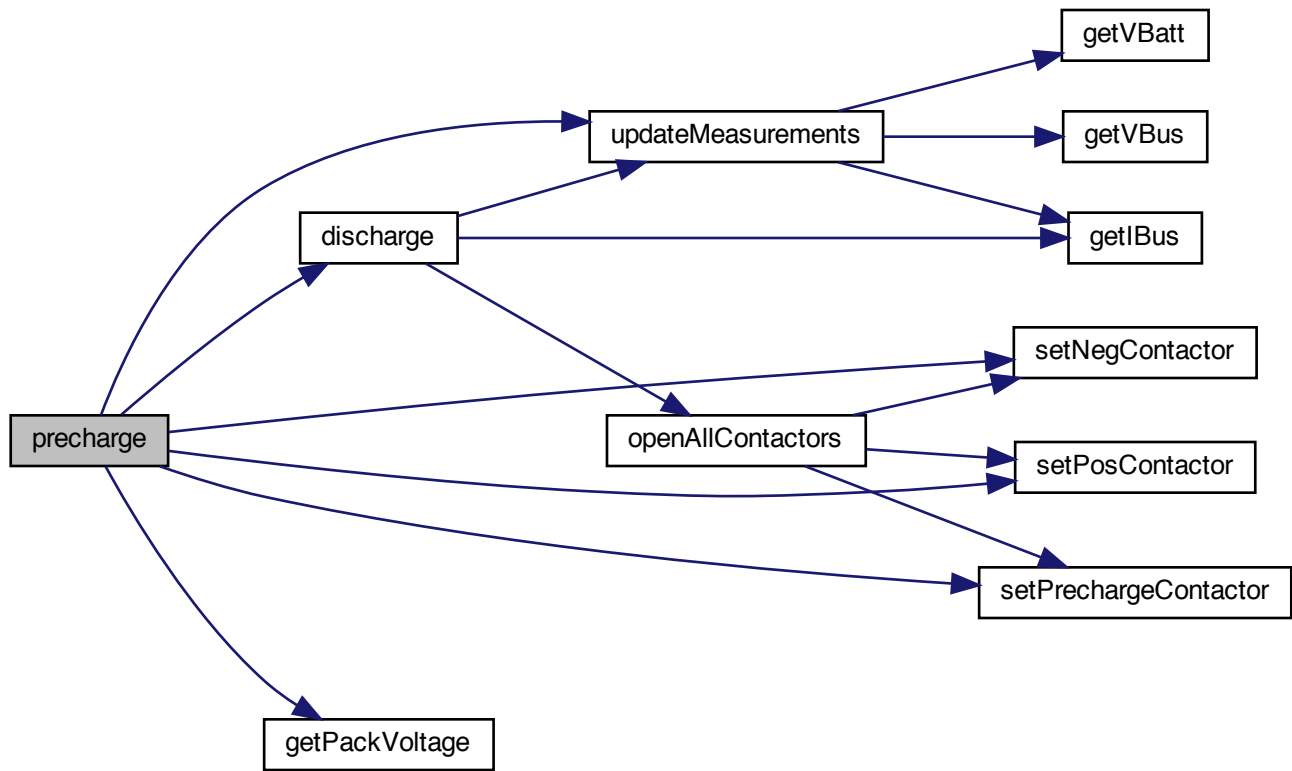 getVBatt
updateMeasurements
getVBus
discharge
getIBus
setNegContactor
precharge
openAllContactors
setPosContactor
setPrechargeContactor
getPackVoltage